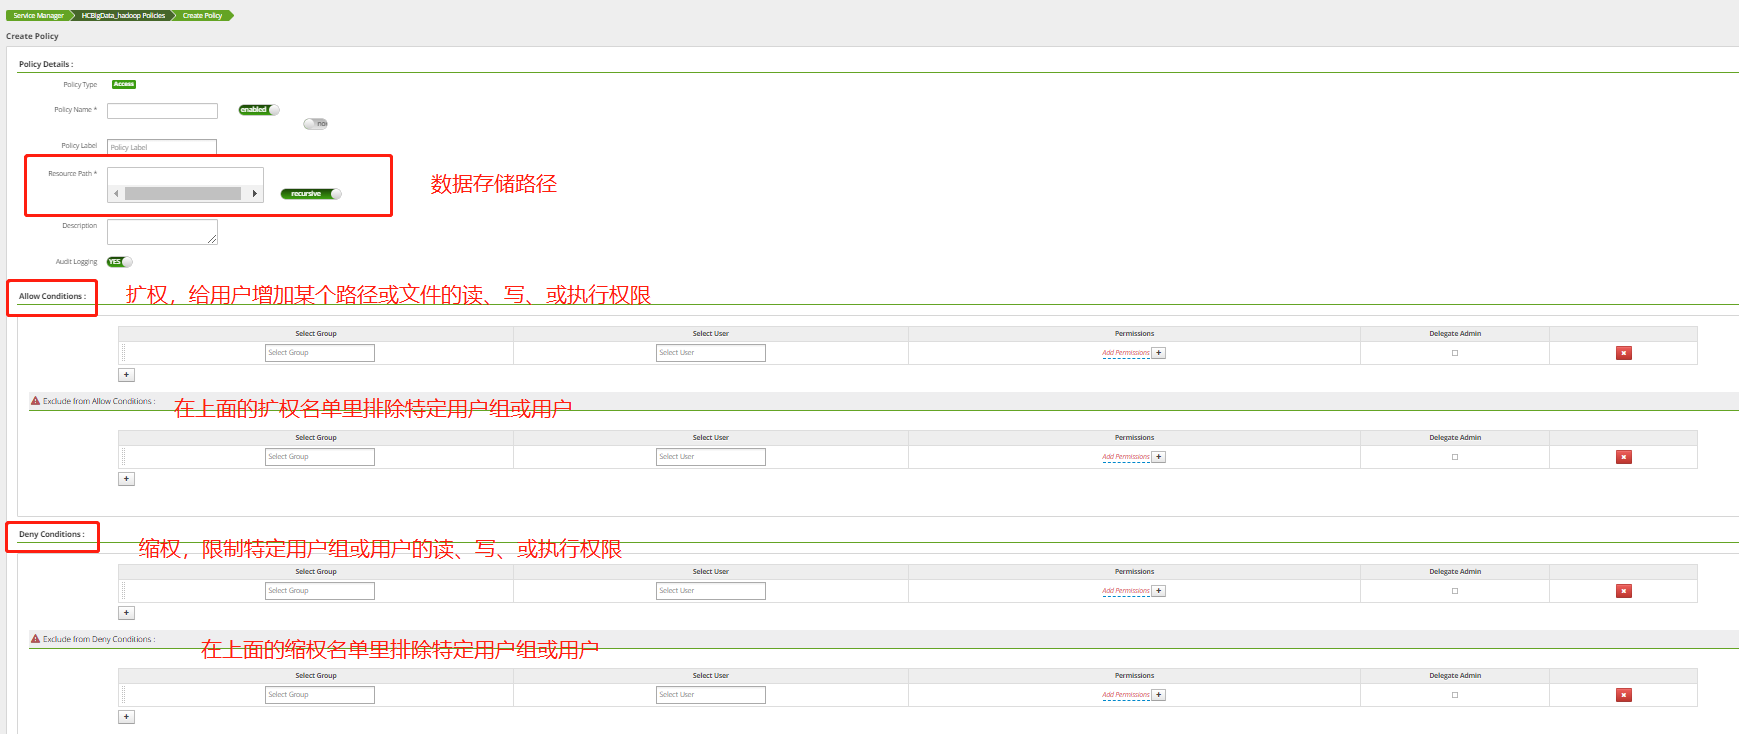 Service Manager HCBigData_hadoop Policies Create Policy
Create Policy
Policy Details :
Policy Type Access
Policy Name * enabled
no
Policy Label Policy Label
Resource Path * recursive 数据存储路径
Description
Audit Logging YES
Allow Conditions : 扩权，给用户增加某个路径或文件的读、写、或执行权限
Select Group Select User Permissions Delegate Admin
Select Group Select User Add Permissions +
+
Exclude from Allow Conditions : 在上面的扩权名单里排除特定用户组或用户
Select Group Select User Permissions Delegate Admin
Select Group Select User Add Permissions +
+
Deny Conditions : 缩权，限制特定用户组或用户的读、写、或执行权限
Select Group Select User Permissions Delegate Admin
Select Group Select User Add Permissions +
+
Exclude from Deny Conditions : 在上面的缩权名单里排除特定用户组或用户
Select Group Select User Permissions Delegate Admin
Select Group Select User Add Permissions +
+